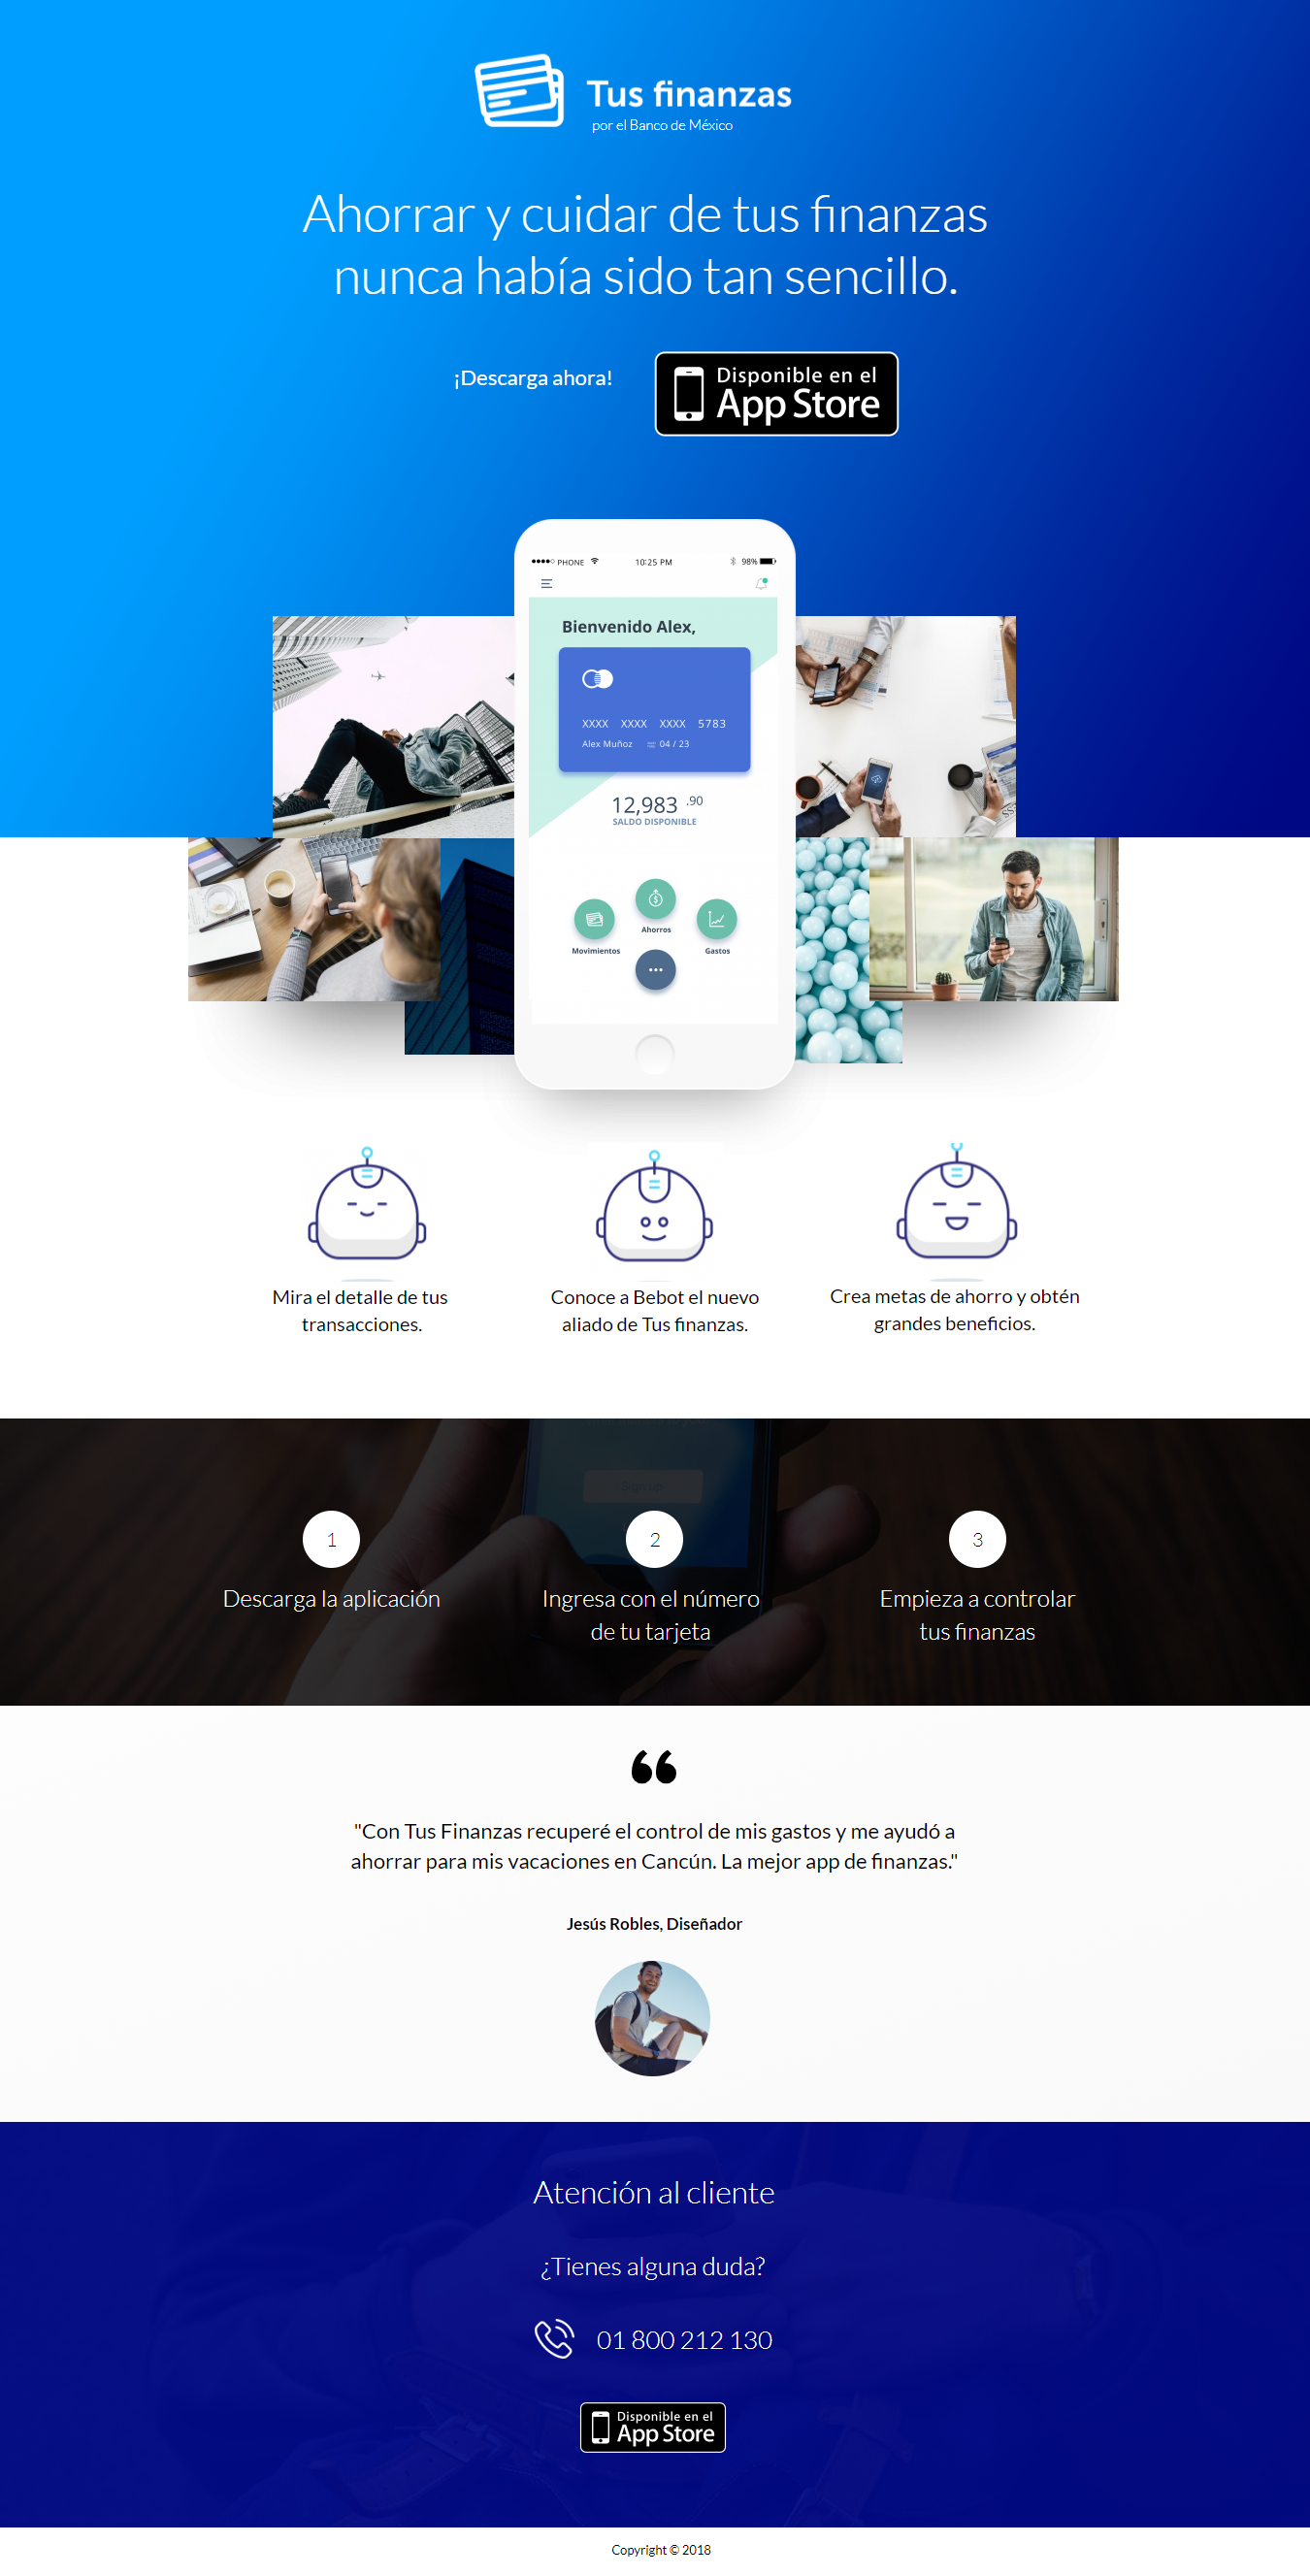 Tus finanzas
por el Banco de México
Ahorrar y cuidar de tus finanzas
nunca había sido tan sencillo.
¡Descarga ahora!
Disponible en el
App Store
PHONE
10:25 PM
98%
Bienvenido Alex,
XXXX XXXX XXXX 5783
Alex Muñoz 04 / 23
12,983 .90
SALDO DISPONIBLE
Ahorros
Movimientos
Gastos
Mira el detalle de tus
transacciones.
Conoce a Bebot el nuevo
aliado de Tus finanzas.
Crea metas de ahorro y obtén
grandes beneficios.
Sign up
1
Descarga la aplicación
2
Ingresa con el número
de tu tarjeta
3
Empieza a controlar
tus finanzas
"Con Tus Finanzas recuperé el control de mis gastos y me ayudó a
ahorrar para mis vacaciones en Cancún. La mejor app de finanzas."
Jesús Robles, Diseñador
Atención al cliente
¿Tienes alguna duda?
01 800 212 130
Disponible en el
App Store
Copyright © 2018